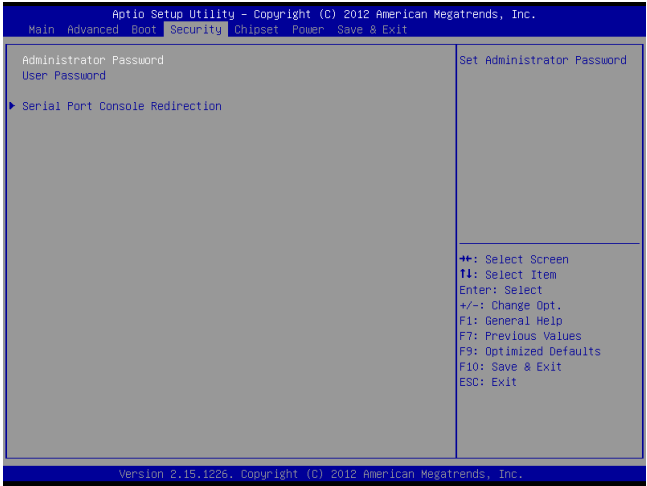 Aptio Setup Utility – Copyright (C) 2012 American Megatrends, Inc.
Main Advanced Boot Security Chipset Power Save & Exit
Administrator Password
User Password
Serial Port Console Redirection
Set Administrator Password
→←: Select Screen
↑↓: Select Item
Enter: Select
+/-: Change Opt.
F1: General Help
F7: Previous Values
F9: Optimized Defaults
F10: Save & Exit
ESC: Exit
Version 2.15.1226. Copyright (C) 2012 American Megatrends, Inc.